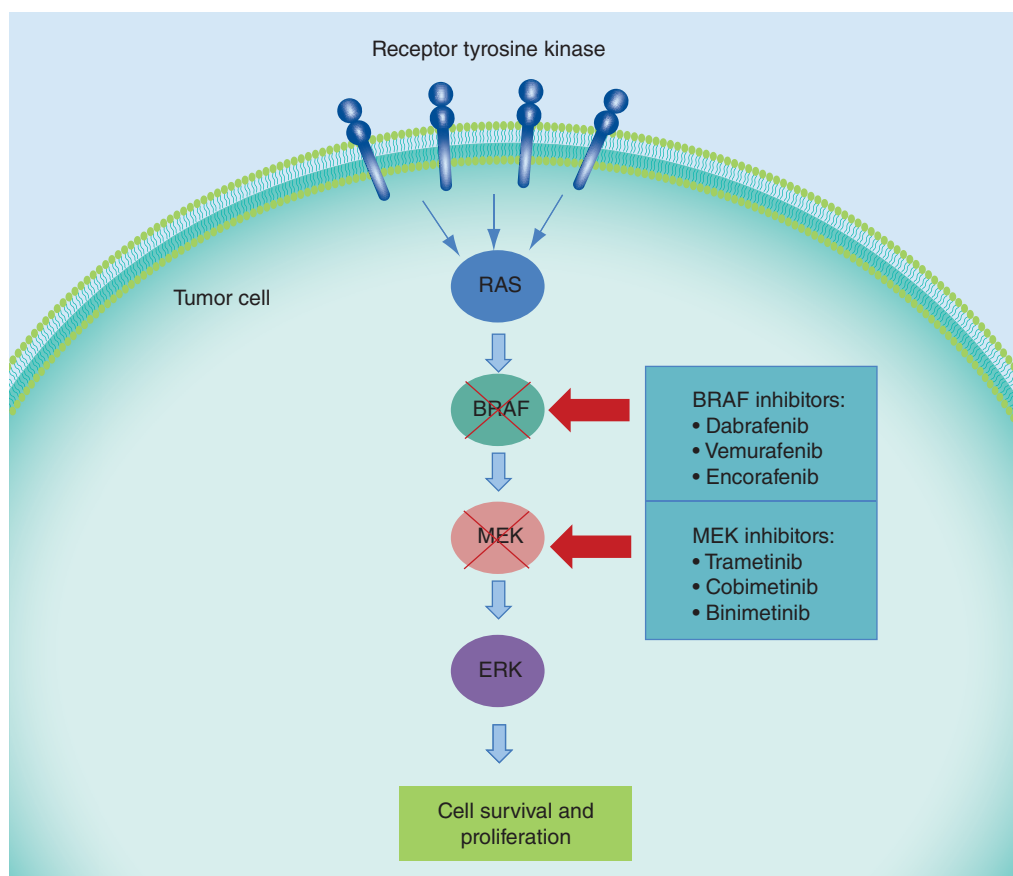 Receptor tyrosine kinase
Tumor cell
RAS
BRAF
BRAF inhibitors:
• Dabrafenib
• Vemurafenib
• Encorafenib
MEK
MEK inhibitors:
• Trametinib
• Cobimetinib
• Binimetinib
ERK
Cell survival and
proliferation